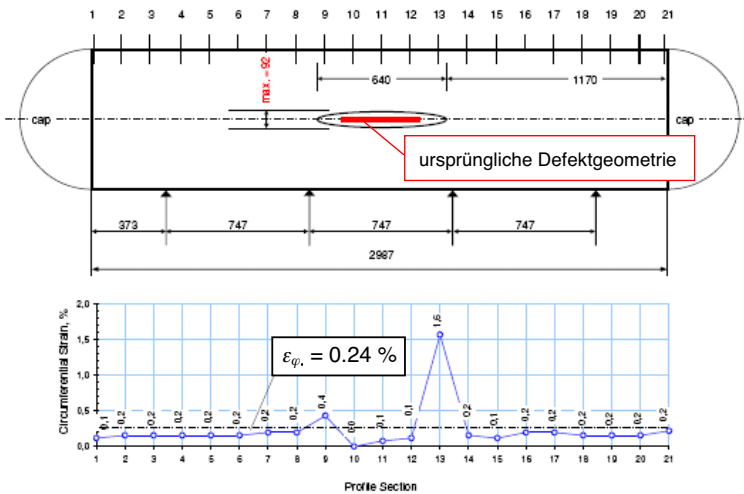 1 2 3 4 5 6 7 8 9 10 11 12 13 14 15 16 17 18 19 20 21
max. = 92
640
1170
cap
cap
ursprüngliche Defektgeometrie
373
747
747
747
2987
Circumferential Strain, %
2,0
1,5
1,0
0,5
0,0
εφ. = 0.24 %
0,1 0,2 0,2 0,2 0,2 0,2 0,2 0,2 0,4 0,0 0,1 0,1 1,6 0,2 0,1 0,2 0,2 0,2 0,2 0,2 0,2
1 2 3 4 5 6 7 8 9 10 11 12 13 14 15 16 17 18 19 20 21
Profile Section